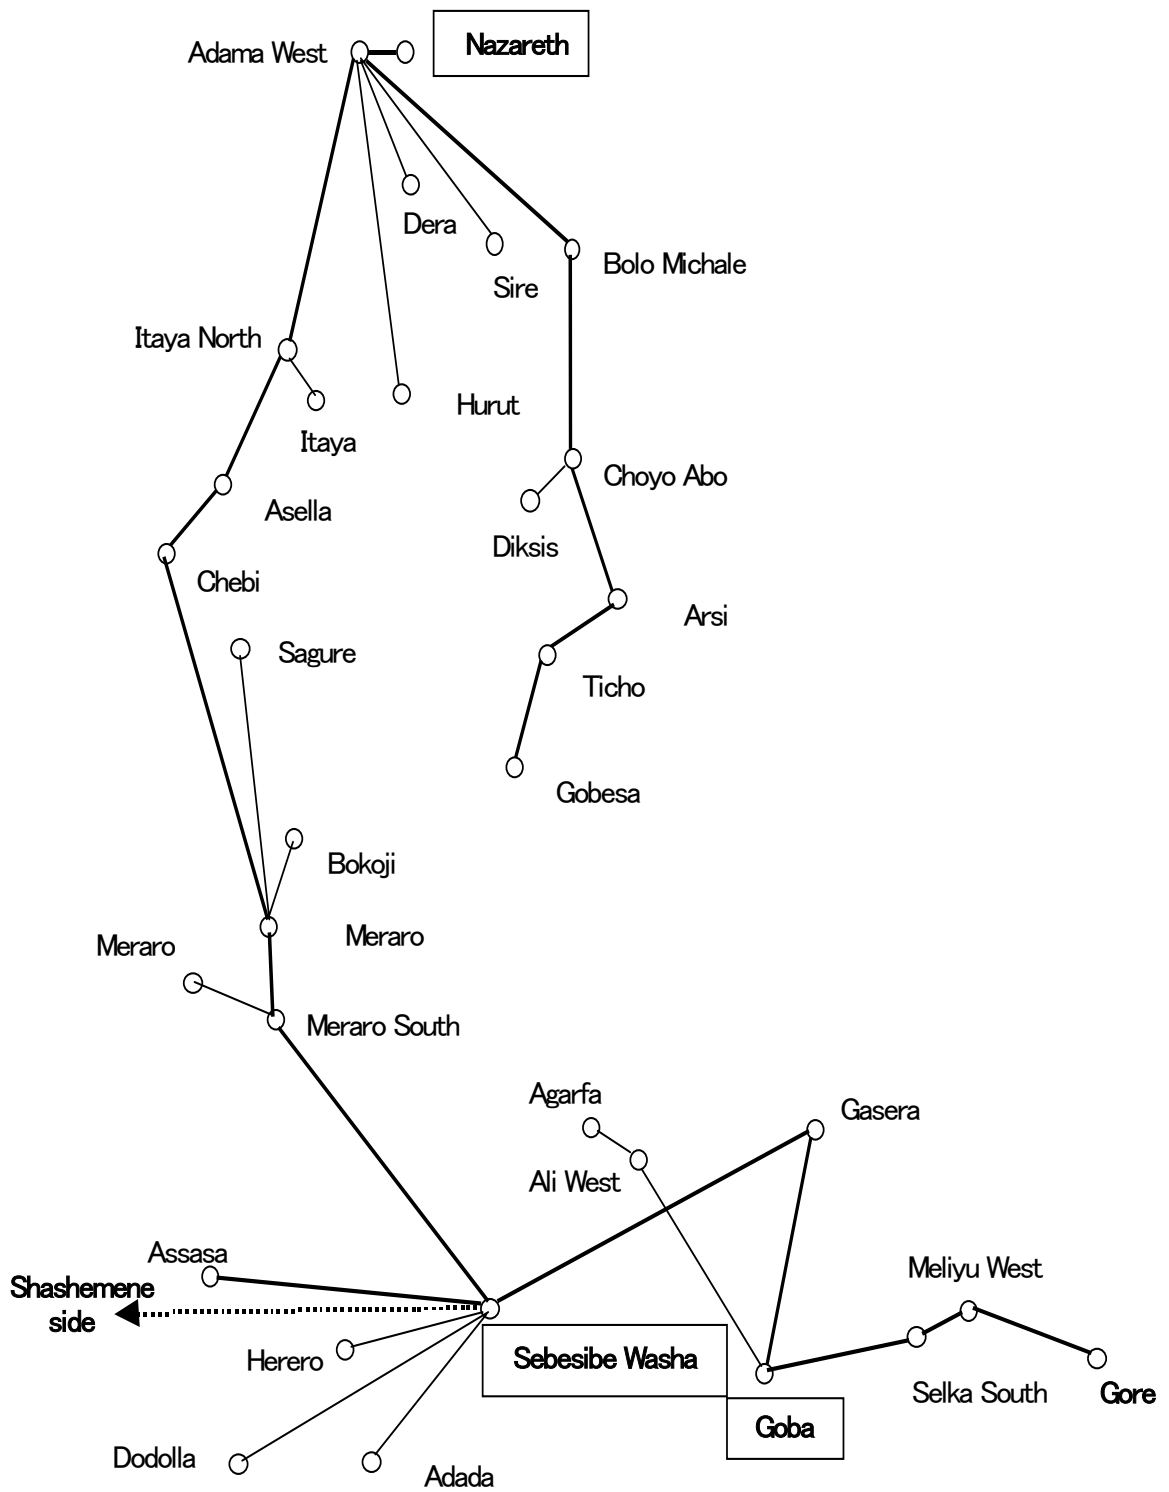 Nazareth
Adama West
Dera
Bolo Michale
Sire
Itaya North
Hurut
Itaya
Choyo Abo
Asella
Diksis
Chebi
Arsi
Sagure
Ticho
Gobesa
Bokoji
Meraro
Meraro
Meraro South
Agarfa
Gasera
Ali West
Assasa
Meliyu West
Shashemene
side
Herero
Sebesibe Washa
Selka South
Gore
Goba
Dodolla
Adada